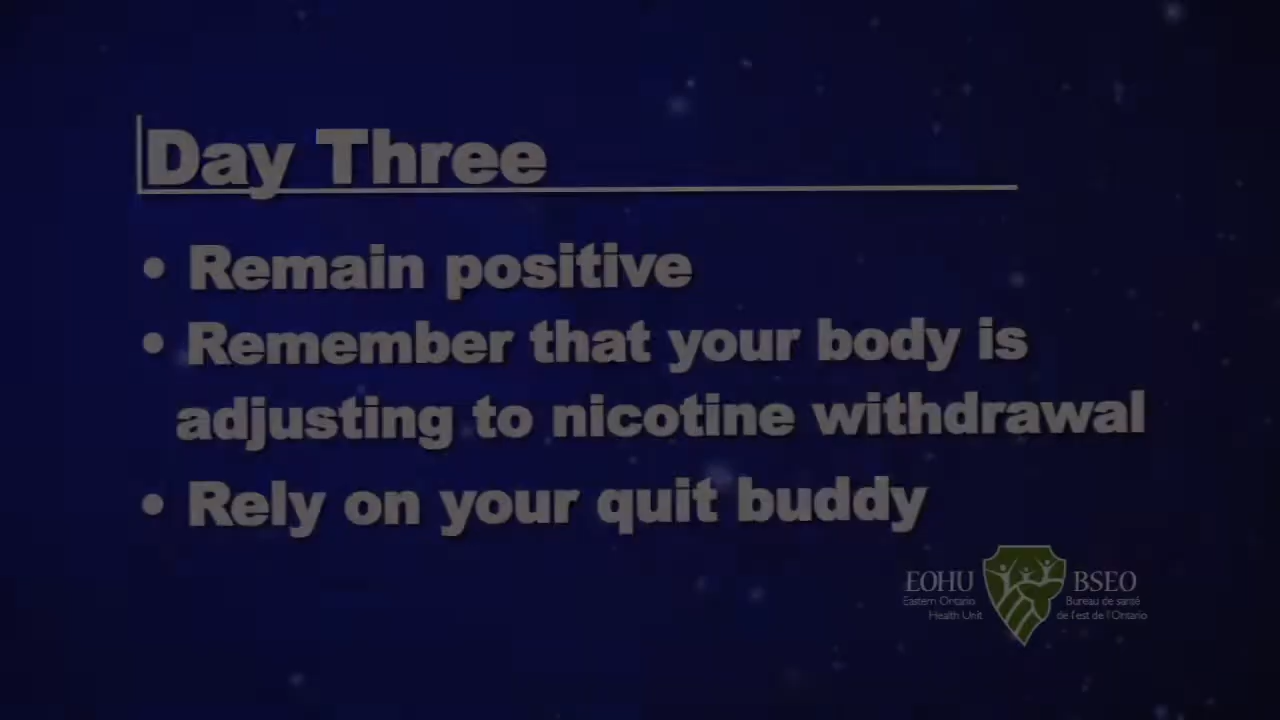 Day Three
• Remain positive
• Remember that your body is
adjusting to nicotine withdrawal
• Rely on your quit buddy
EOHU BSEO
Eastern Ontario Bureau de santé
Health Unit de l'est de l'Ontario